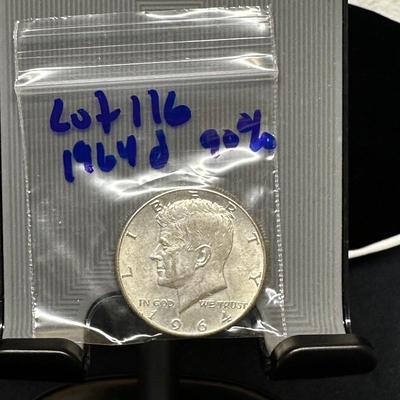 Lot 116
1964 d 90%
LIBERTY
IN GOD WE TRUST
1964